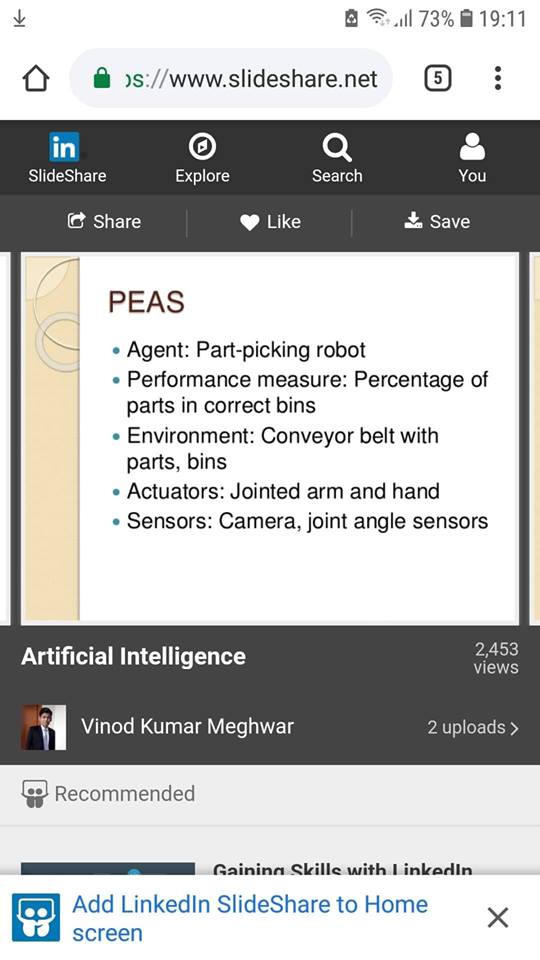 73% 19:11
ps://www.slideshare.net
5
in
SlideShare
Explore
Search
You
Share
Like
Save
PEAS
• Agent: Part-picking robot
• Performance measure: Percentage of
parts in correct bins
• Environment: Conveyor belt with
parts, bins
• Actuators: Jointed arm and hand
• Sensors: Camera, joint angle sensors
Artificial Intelligence
2,453
views
Vinod Kumar Meghwar
2 uploads
Recommended
Gaining Skills with LinkedIn
Add LinkedIn SlideShare to Home
screen